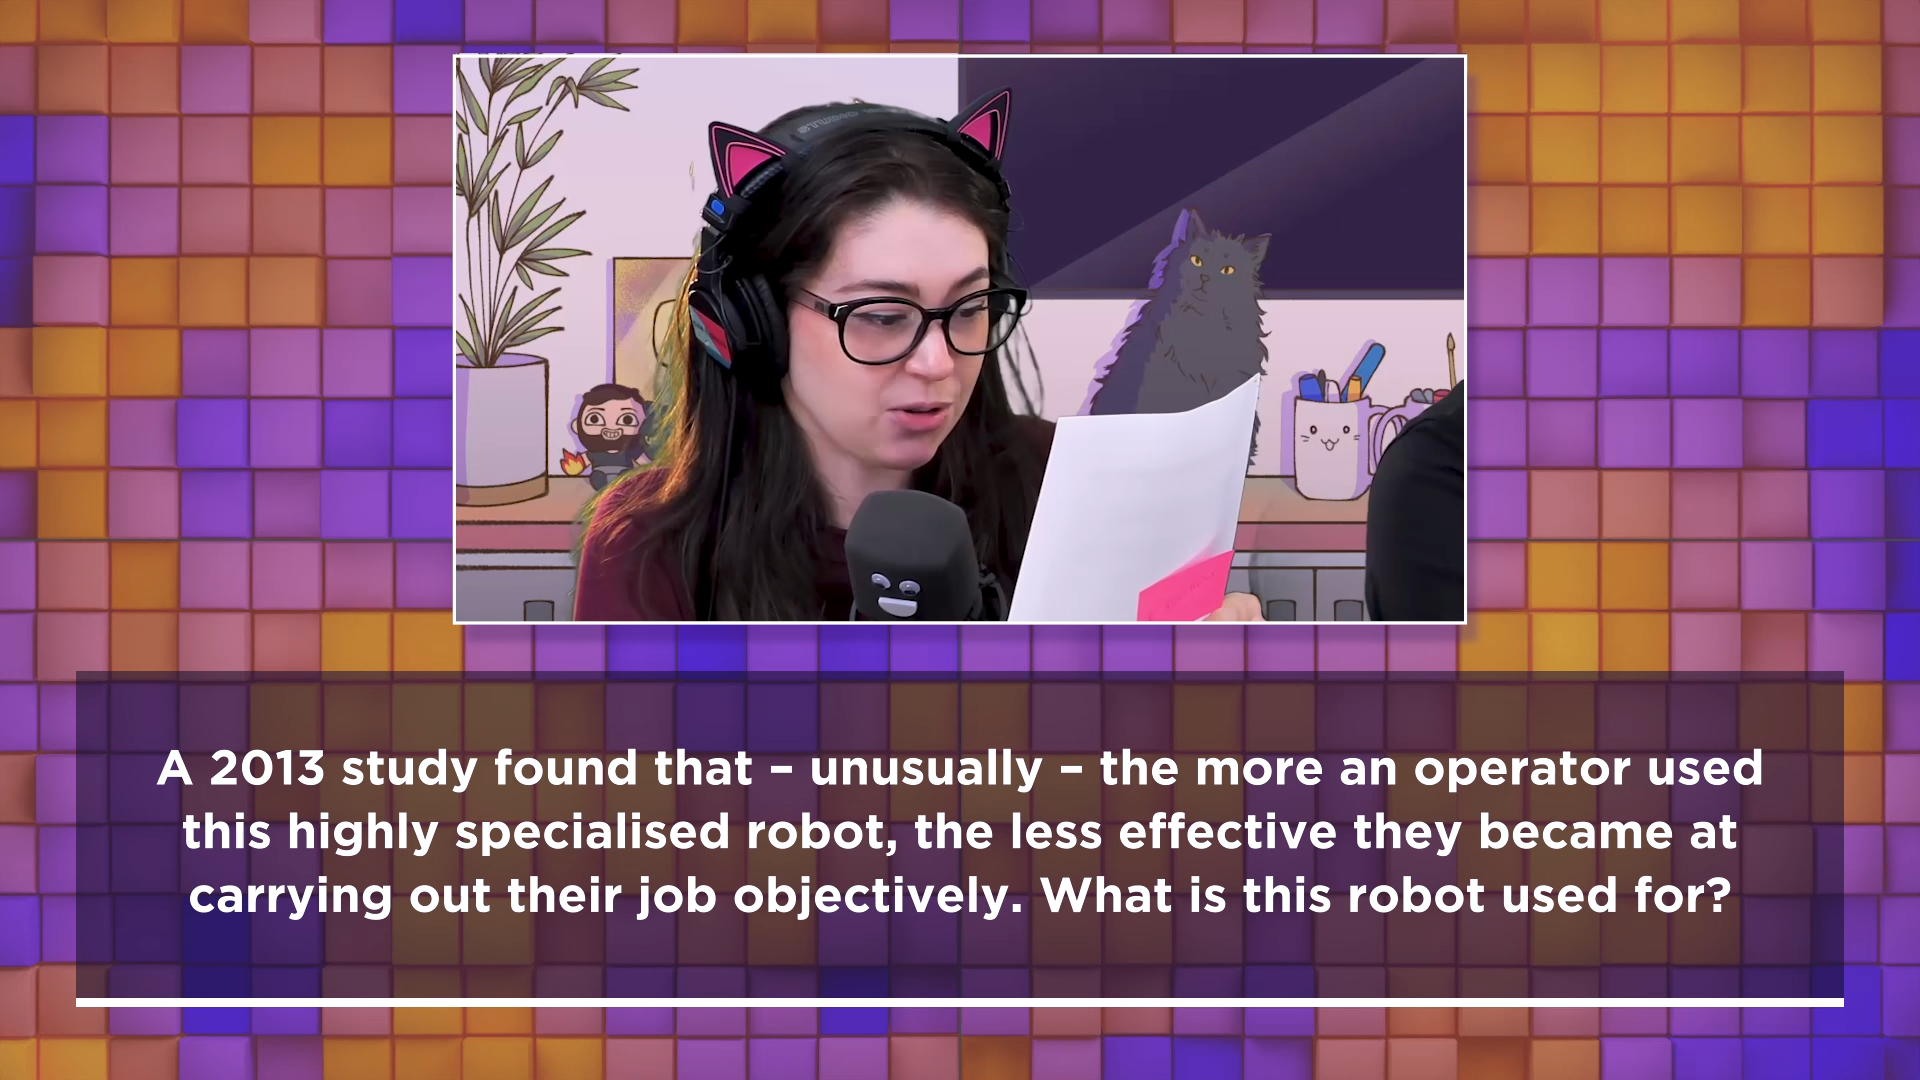 STUDIO
A 2013 study found that – unusually – the more an operator used
this highly specialised robot, the less effective they became at
carrying out their job objectively. What is this robot used for?